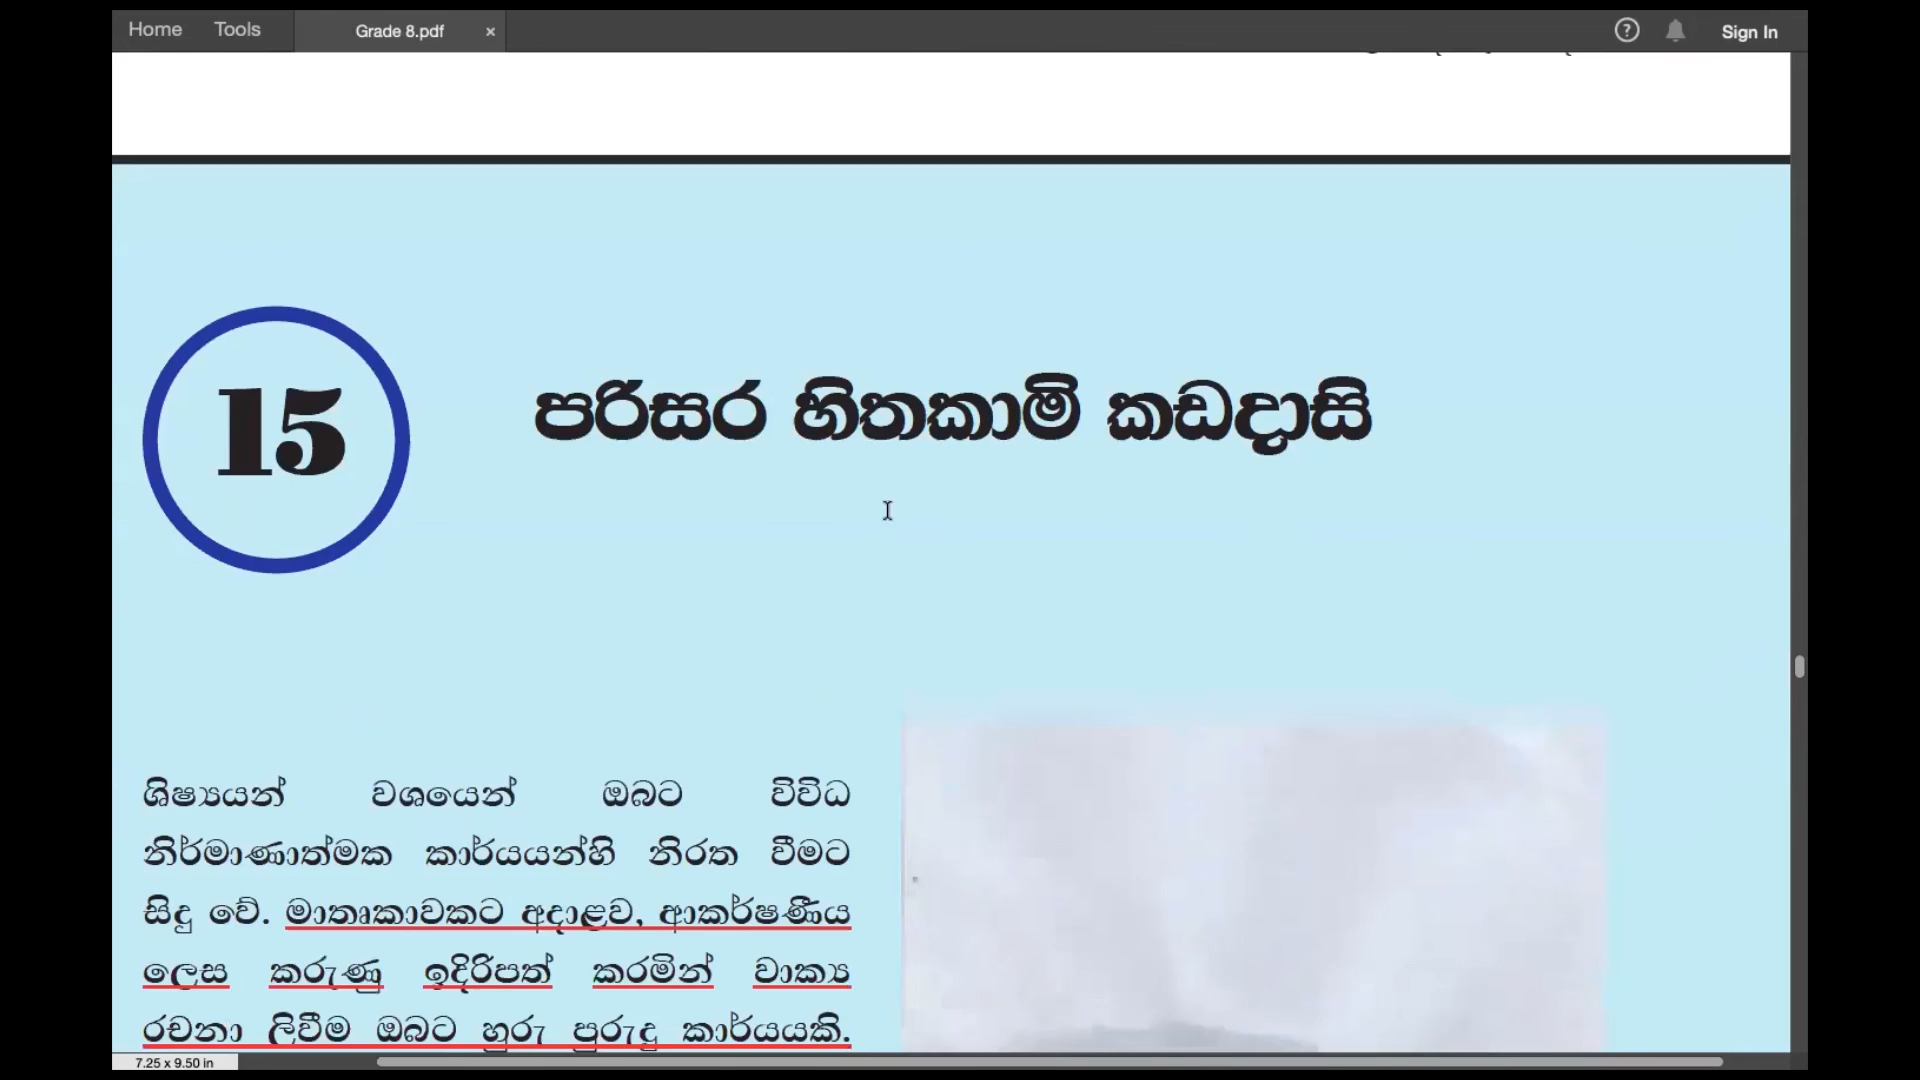 Home Tools Grade 8.pdf × ? Sign In
15
පරිසර හිතකාමී කඩදාසි
ශිෂ්‍යයන් වශයෙන් ඔබට විවිධ
නිර්මාණාත්මක කාර්යයන්හි නිරත වීමට
සිදු වේ. මාතෘකාවකට අදාළව, ආකර්ෂණීය
ලෙස කරුණු ඉදිරිපත් කරමින් වාක්‍ය
රචනා ලිවීම ඔබට හුරු පුරුදු කාර්යයකි.
7.25 x 9.50 in